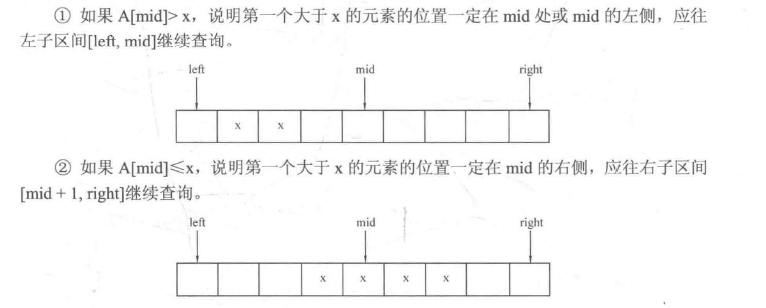 ① 如果 A[mid]> x，说明第一个大于 x 的元素的位置一定在 mid 处或 mid 的左侧，应往
左子区间[left, mid]继续查询。
left mid right
x x
② 如果 A[mid]≤x，说明第一个大于 x 的元素的位置一定在 mid 的右侧，应往右子区间
[mid + 1, right]继续查询。
left mid right
x x x x